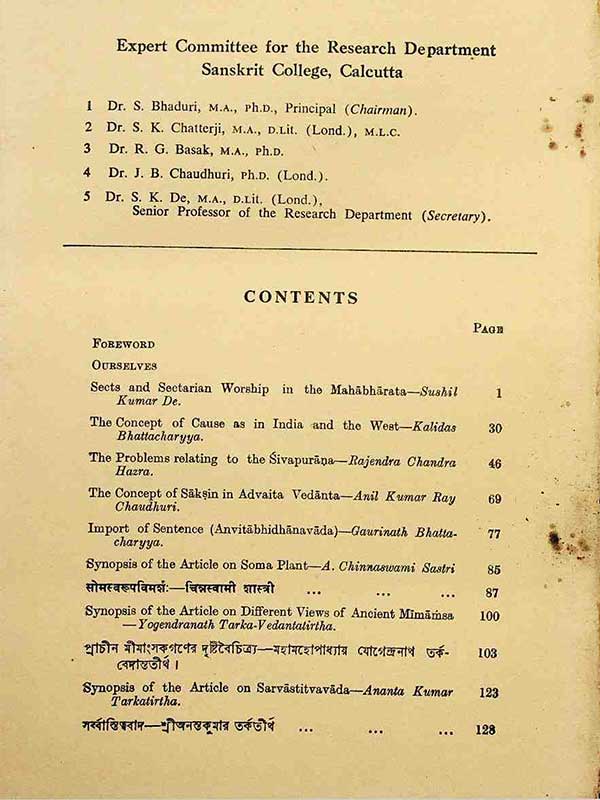 Expert Committee for the Research Department
Sanskrit College, Calcutta
1 Dr. S. Bhaduri, M.A., Ph.D., Principal (Chairman).
2 Dr. S. K. Chatterji, M.A., D.Lit. (Lond.), M.L.C.
3 Dr. R. G. Basak, M.A., Ph.D.
4 Dr. J. B. Chaudhuri, Ph.D. (Lond.).
5 Dr. S. K. De, M.A., D.Lit. (Lond.),
Senior Professor of the Research Department (Secretary).
CONTENTS
PAGE
FOREWORD
OURSELVES
Sects and Sectarian Worship in the Mahābhārata—Sushil 1
Kumar De.
The Concept of Cause as in India and the West—Kalidas 30
Bhattacharyya.
The Problems relating to the Śivapurāṇa—Rajendra Chandra 46
Hazra.
The Concept of Sākṣin in Advaita Vedānta—Anil Kumar Ray 69
Chaudhuri.
Import of Sentence (Anvitābhidhānavāda)—Gaurinath Bhatta- 77
charyya.
Synopsis of the Article on Soma Plant—A. Chinnaswami Sastri 85
सोमस्वरूपविमर्शः—चिन्नस्वामी शास्त्री ... ... ... 87
Synopsis of the Article on Different Views of Ancient Mīmāṃsa 100
—Yogendranath Tarka-Vedantatirtha.
প্রাচীন মীমাংসকগণের দৃষ্টিবৈচিত্র্য—মহামহোপাধ্যায় যোগেন্দ্রনাথ তর্ক- 103
বেদান্ততীর্থ।
Synopsis of the Article on Sarvāstitvavāda—Ananta Kumar 123
Tarkatirtha.
সর্ব্বাস্তিত্ববাদ—শ্রীঅনন্তকুমার তর্কতীর্থ ... ... ... 128